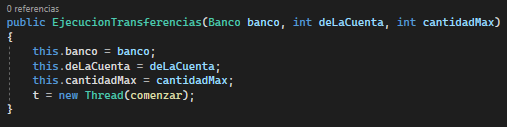 0 referencias
public EjecucionTransferencias(Banco banco, int deLaCuenta, int cantidadMax)
{
this.banco = banco;
this.deLaCuenta = deLaCuenta;
this.cantidadMax = cantidadMax;
t = new Thread(comenzar);
}